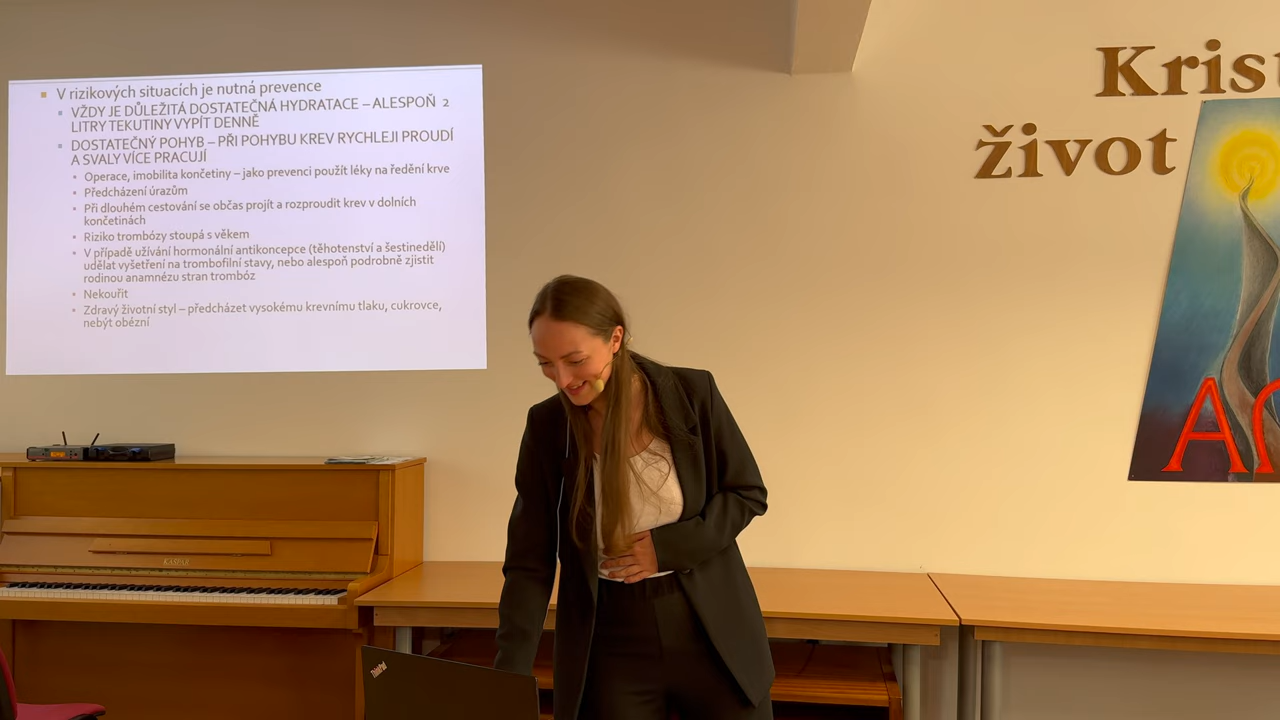 V rizikových situacích je nutná prevence
VŽDY JE DŮLEŽITÁ DOSTATEČNÁ HYDRATACE – ALESPOŇ 2
LITRY TEKUTINY VYPÍT DENNĚ
DOSTATEČNÝ POHYB – PŘI POHYBU KREV RYCHLEJI PROUDÍ
A SVALY VÍCE PRACUJÍ
Operace, imobilita končetiny – jako prevenci použít léky na ředění krve
Předcházení úrazům
Při dlouhém cestování se občas projít a rozproudit krev v dolních
končetinách
Riziko trombózy stoupá s věkem
V případě užívání hormonální antikoncepce (těhotenství a šestinedělí)
udělat vyšetření na trombofilní stavy, nebo alespoň podrobně zjistit
rodinou anamnézu stran trombóz
Nekouřit
Zdravý životní styl – předcházet vysokému krevnímu tlaku, cukrovce,
nebýt obézní
Krist
život
ΑΩ
KASPAR
ThinkPad